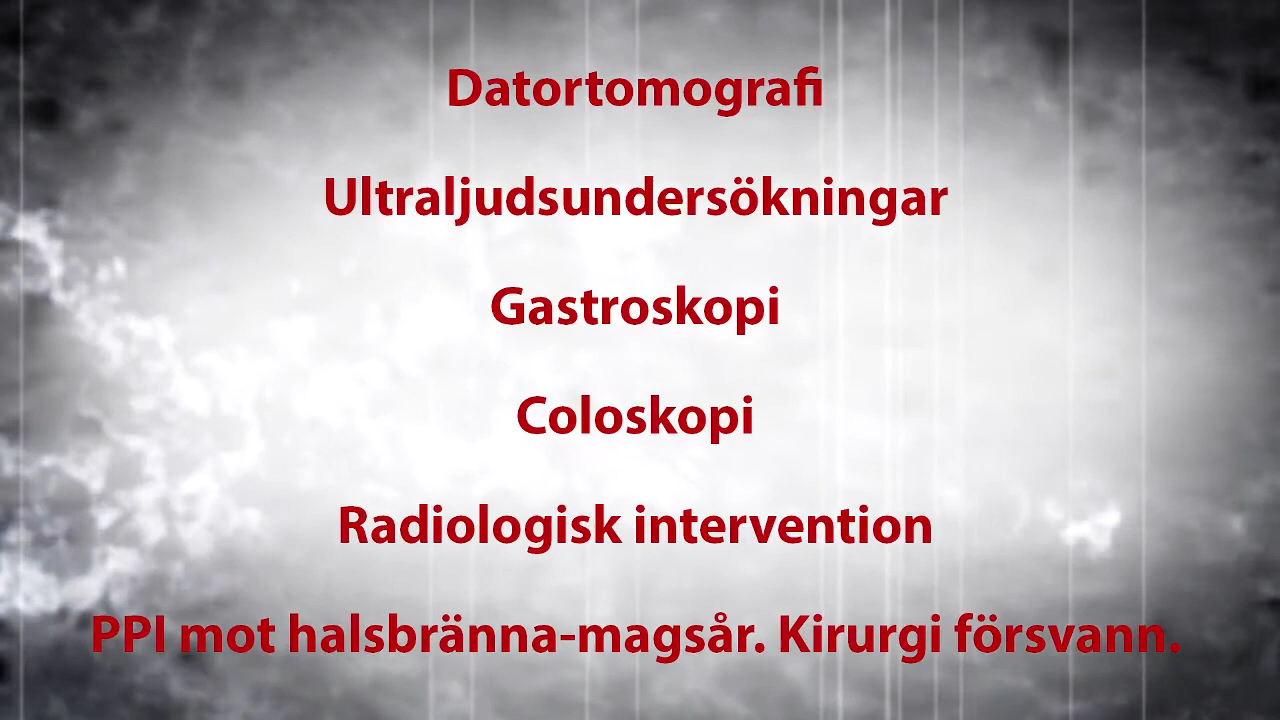 Datortomografi
Ultraljudsundersökningar
Gastroskopi
Coloskopi
Radiologisk intervention
PPI mot halsbränna-magsår. Kirurgi försvann.